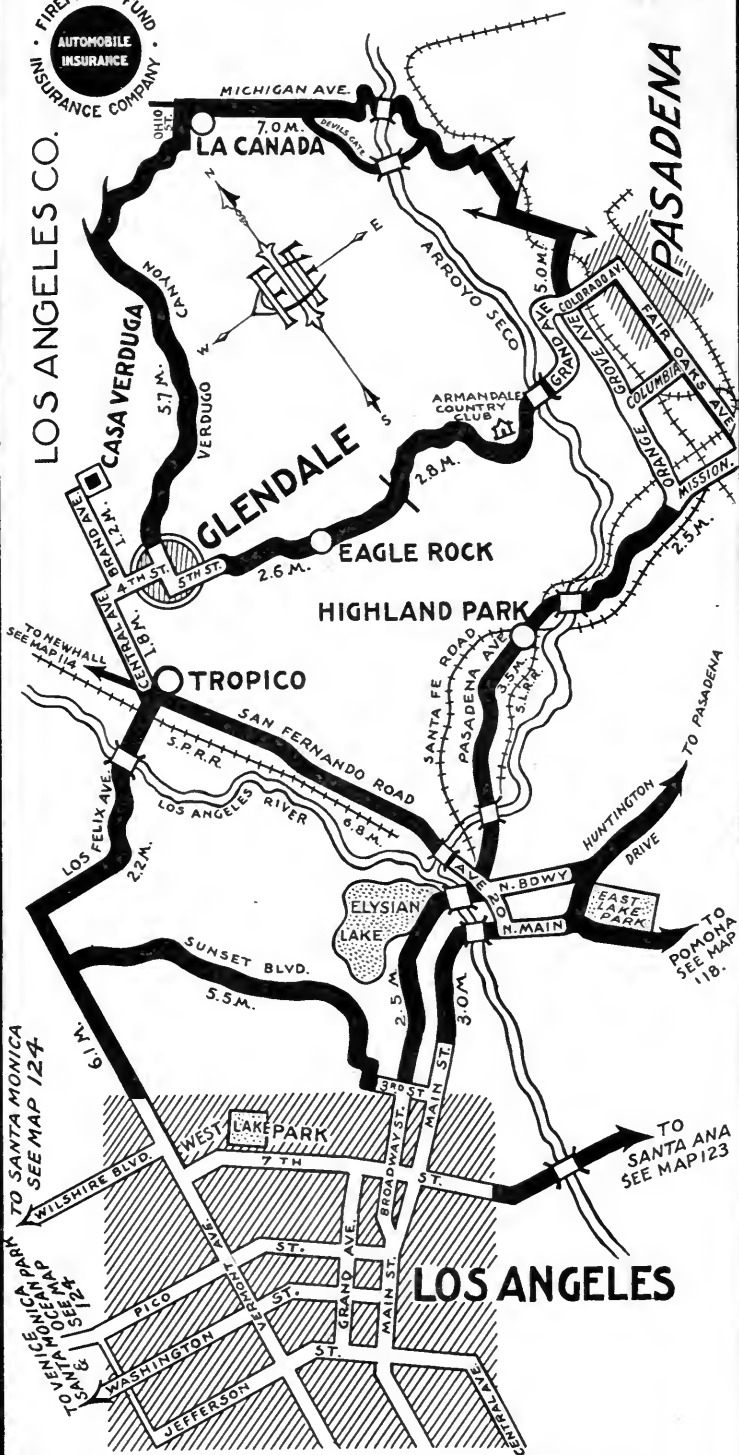 FUND
AUTOMOBILE
INSURANCE
INSURANCE COMPANY
LOS ANGELES CO.
MICHIGAN AVE.
OHIO
ST.
7.0 M.
LA CANADA
DEVILS GATE
N
E
W
S
ARROYO SECO
PASADENA
CASA VERDUGA
CANYON
VERDUGO
5.7 M.
5.0 M.
COLORADO AV.
GRAND AVE
GROVE AVE
ORANGE
COLUMBIA
FAIR OAKS AVE
MISSION.
ARMANDALE
COUNTRY
CLUB
2.8 M.
GLENDALE
BRAND AVE.
1.2 M.
4TH ST.
5TH ST.
2.6 M.
EAGLE ROCK
2.5 M.
HIGHLAND PARK
CENTRAL AVE.
1.8 M.
TO NEWHALL
SEE MAP 114
TROPICO
SANTA FE ROAD
PASADENA AVE.
3.5 M.
S.L.R.R.
SAN FERNANDO ROAD
S.P.R.R.
LOS ANGELES RIVER
6.8 M.
LOS FELIX AVE.
2.2 M.
TO PASADENA
HUNTINGTON
DRIVE
AVE 20
N. BDWY
N. MAIN
EAST
LAKE
PARK
TO
POMONA
SEE MAP
118.
ELYSIAN
LAKE
SUNSET BLVD.
5.5 M.
2.5 M.
3.0 M.
6.1 M.
TO SANTA MONICA
SEE MAP 124
3RD ST.
MAIN ST.
BROADWAY ST.
WEST LAKE PARK
WILSHIRE BLVD.
7TH ST.
TO
SANTA ANA
SEE MAP 123
TO VENICE
SANTA MONICA
& OCEAN PARK
SEE MAP
124
PICO ST.
WASHINGTON ST.
JEFFERSON ST.
VERMONT AVE.
GRAND AVE.
MAIN ST.
LOS ANGELES
CENTRAL AVE.